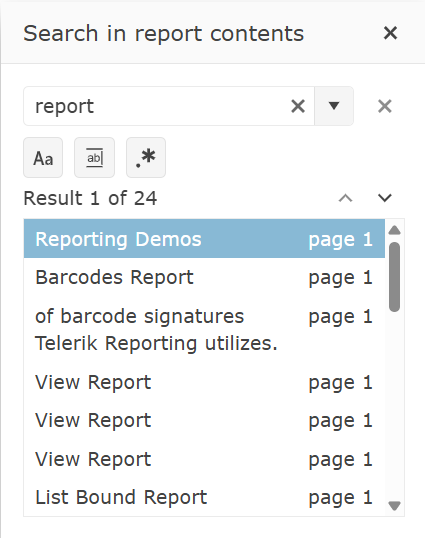 Search in report contents
report
Aa
ab
.*
Result 1 of 24
Reporting Demos page 1
Barcodes Report page 1
of barcode signatures page 1
Telerik Reporting utilizes.
View Report page 1
View Report page 1
View Report page 1
List Bound Report page 1